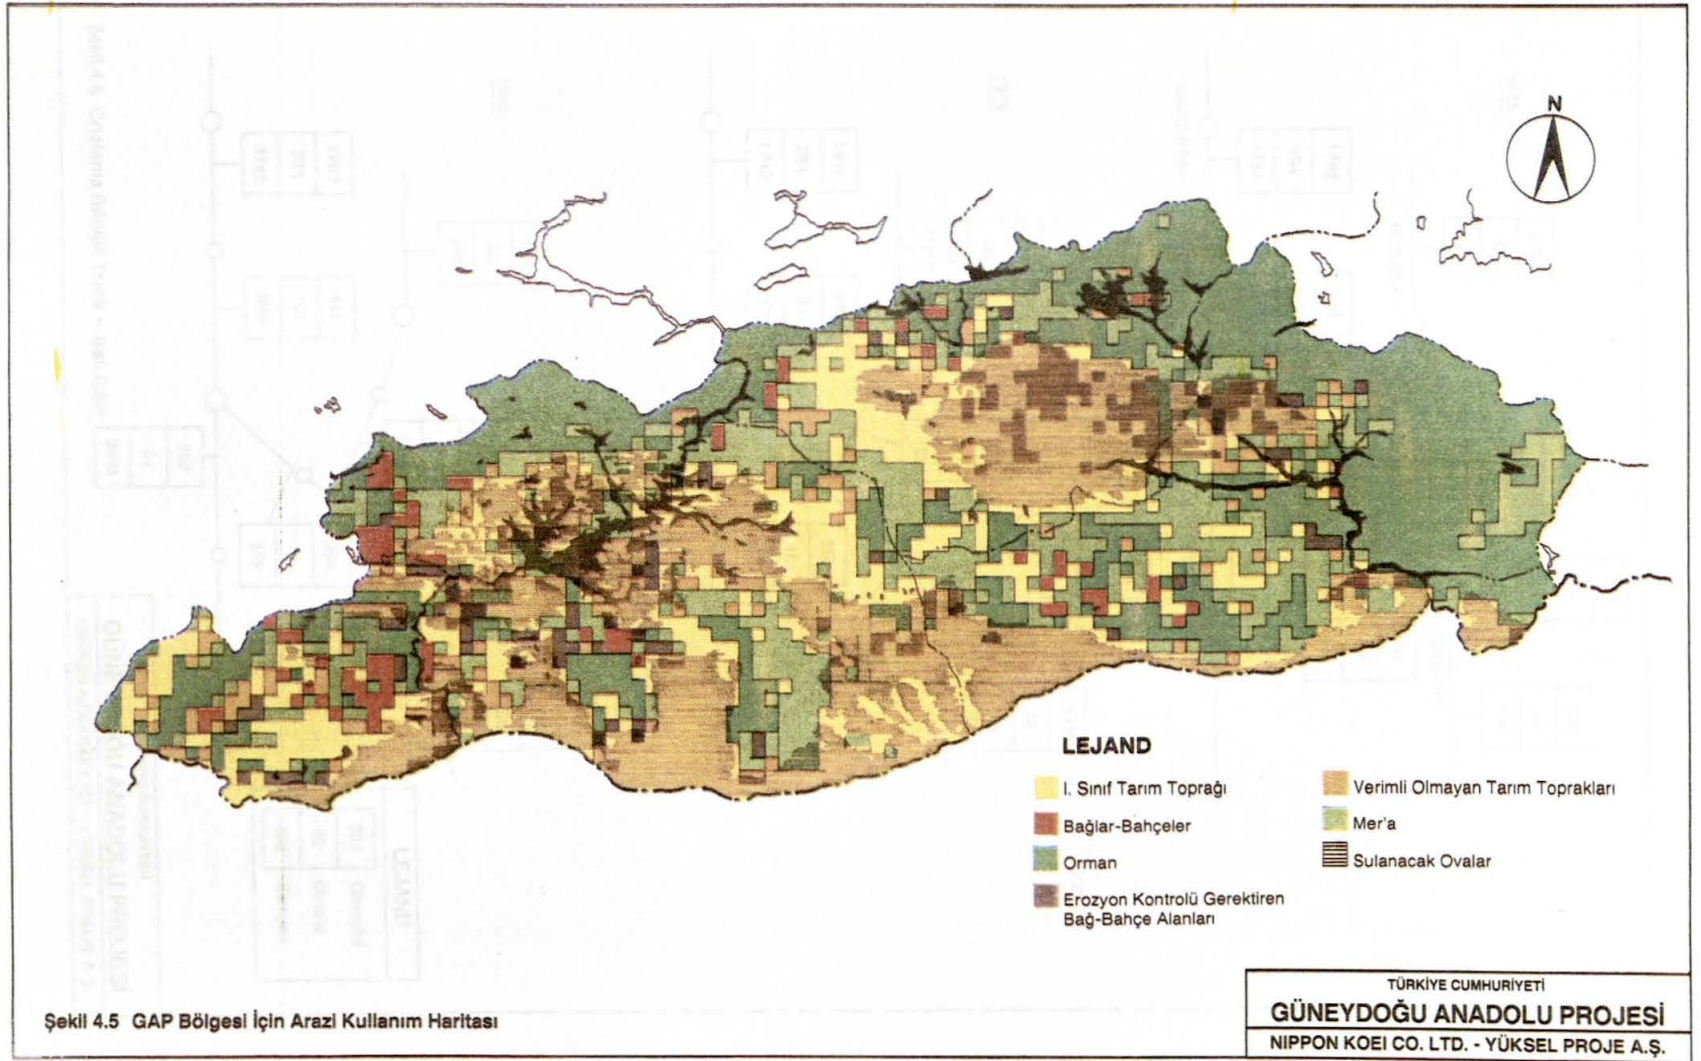 N
LEJAND
I. Sınıf Tarım Toprağı
Bağlar-Bahçeler
Orman
Erozyon Kontrolü Gerektiren
Bağ-Bahçe Alanları
Verimli Olmayan Tarım Toprakları
Mer'a
Sulanacak Ovalar
Şekil 4.5 GAP Bölgesi İçin Arazi Kullanım Haritası
TÜRKİYE CUMHURİYETİ
GÜNEYDOĞU ANADOLU PROJESİ
NIPPON KOEI CO. LTD. - YÜKSEL PROJE A.Ş.